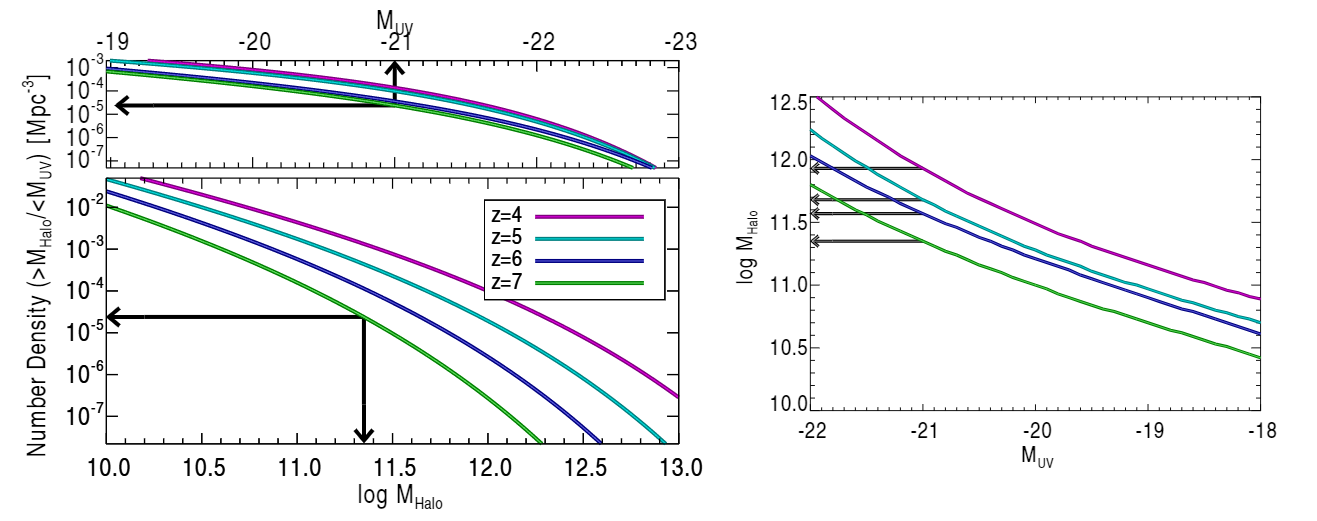 M_UV
-19 -20 -21 -22 -23
10^-3
10^-4
10^-5
10^-6
10^-7
Number Density (>M_Halo/<M_UV) [Mpc^-3]
10^-2
10^-3
10^-4
10^-5
10^-6
10^-7
z=4
z=5
z=6
z=7
10.0 10.5 11.0 11.5 12.0 12.5 13.0
log M_Halo
12.5
12.0
11.5
11.0
10.5
10.0
log M_Halo
-22 -21 -20 -19 -18
M_UV